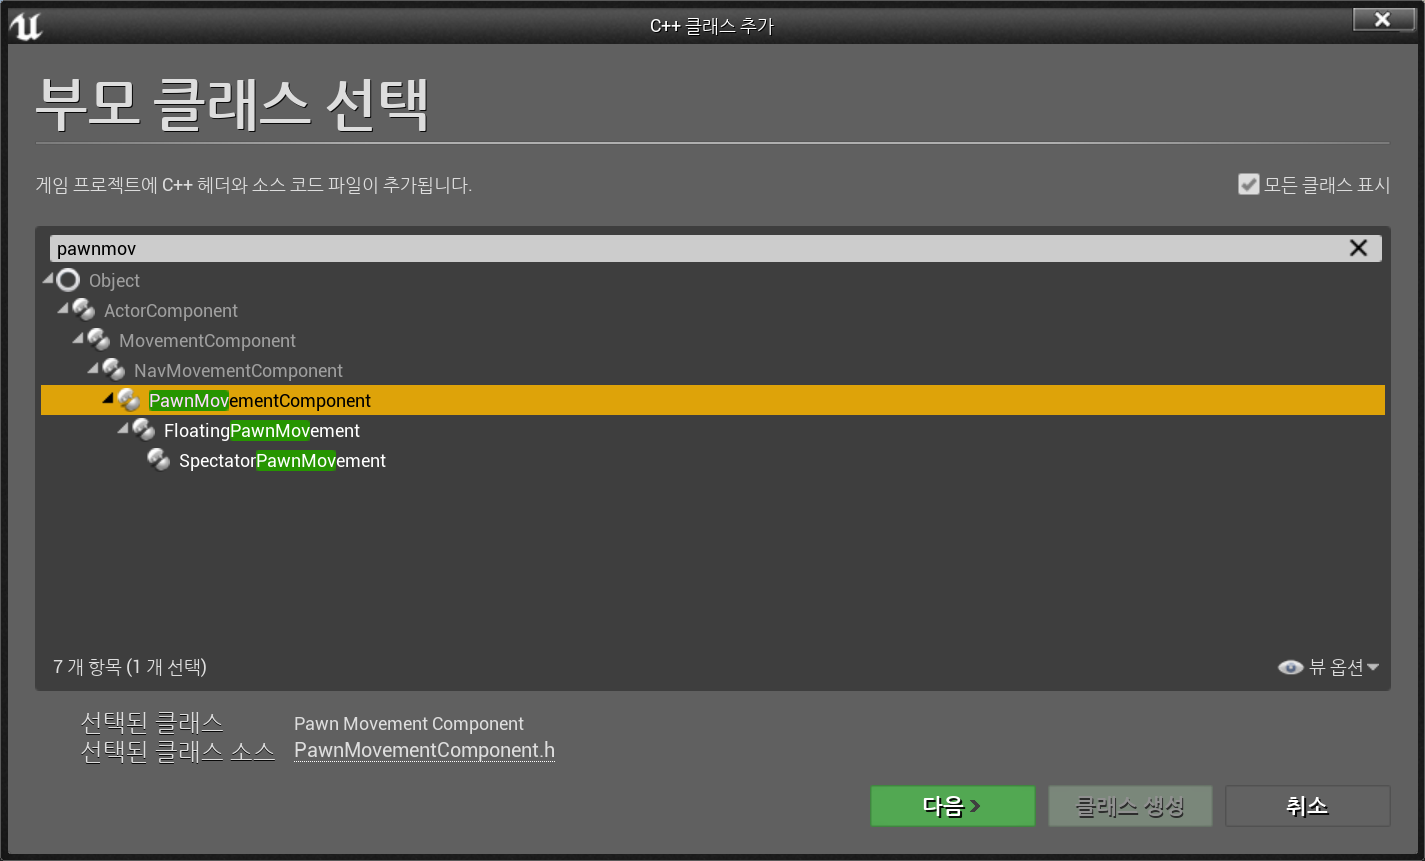 C++ 클래스 추가
부모 클래스 선택
게임 프로젝트에 C++ 헤더와 소스 코드 파일이 추가됩니다.
모든 클래스 표시
pawnmov
Object
ActorComponent
MovementComponent
NavMovementComponent
PawnMovementComponent
FloatingPawnMovement
SpectatorPawnMovement
7 개 항목 (1 개 선택)
뷰 옵션
선택된 클래스 Pawn Movement Component
선택된 클래스 소스 PawnMovementComponent.h
다음 >
클래스 생성
취소